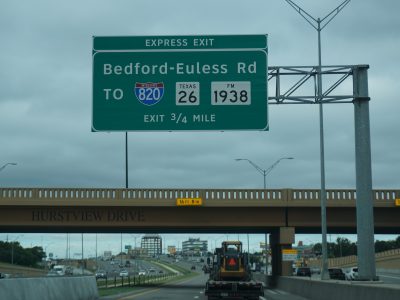 EXPRESS EXIT
Bedford-Euless Rd
TO INTERSTATE 820 TEXAS 26 FM 1938
EXIT 3/4 MILE
HURSTVIEW DRIVE